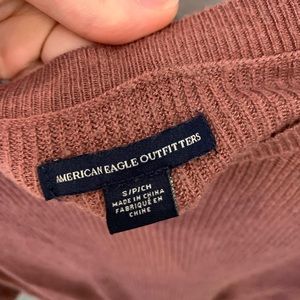 AMERICAN EAGLE OUTFITTERS
S/P/CH
MADE IN CHINA
FABRIQUÉ EN
CHINE